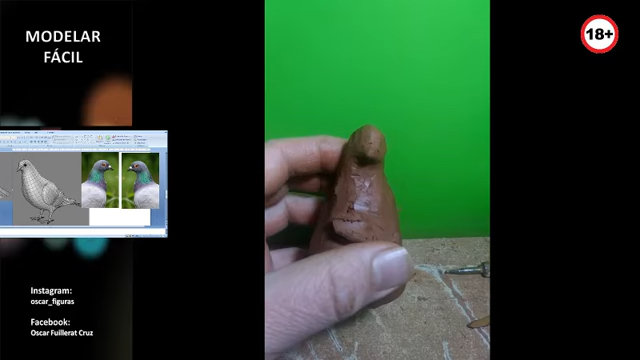 MODELAR
FÁCIL
18+
Instagram:
oscar_figuras
Facebook:
Oscar Fuillerat Cruz